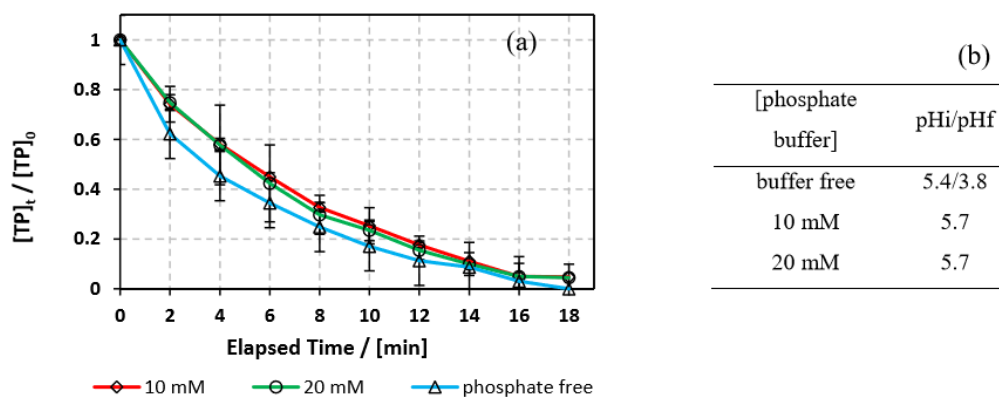 (a)
1
0.8
0.6
0.4
0.2
0
[TP]t / [TP]0
0 2 4 6 8 10 12 14 16 18
Elapsed Time / [min]
10 mM 20 mM phosphate free
(b)
[phosphate
buffer] pHi/pHf
buffer free 5.4/3.8
10 mM 5.7
20 mM 5.7